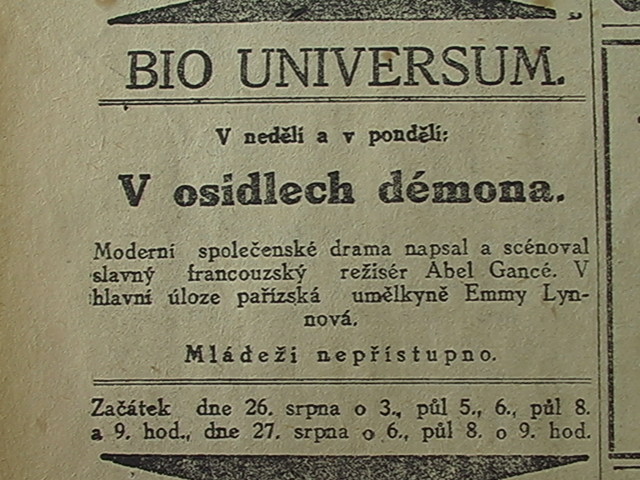 BIO UNIVERSUM.
V neděli a v pondělí:
V osidlech démona.
Moderní společenské drama napsal a scénoval
slavný francouzský režisér Abel Gancé. V
hlavní úloze pařízská umělkyně Emmy Lyn-
nová.
Mládeži nepřístupno.
Začátek dne 26. srpna o 3., půl 5., 6., půl 8.
a 9. hod., dne 27. srpna o 6., půl 8. o 9. hod.